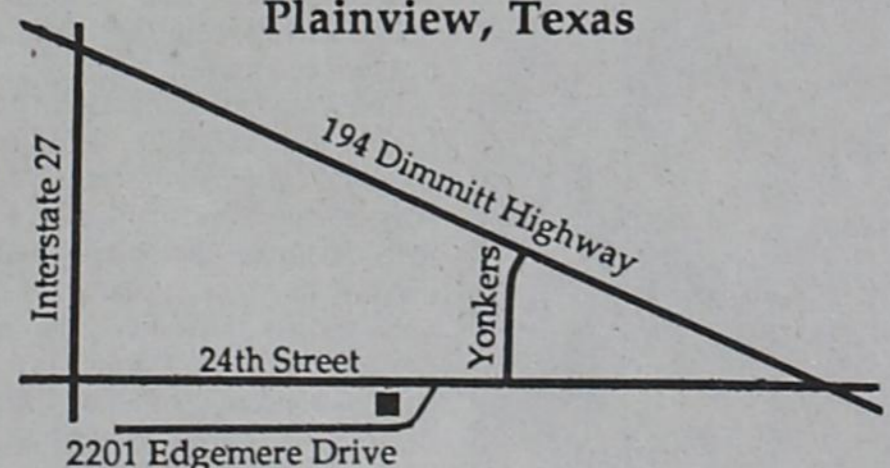 Plainview, Texas
194 Dimmitt Highway
Interstate 27
Yonkers
24th Street
2201 Edgemere Drive